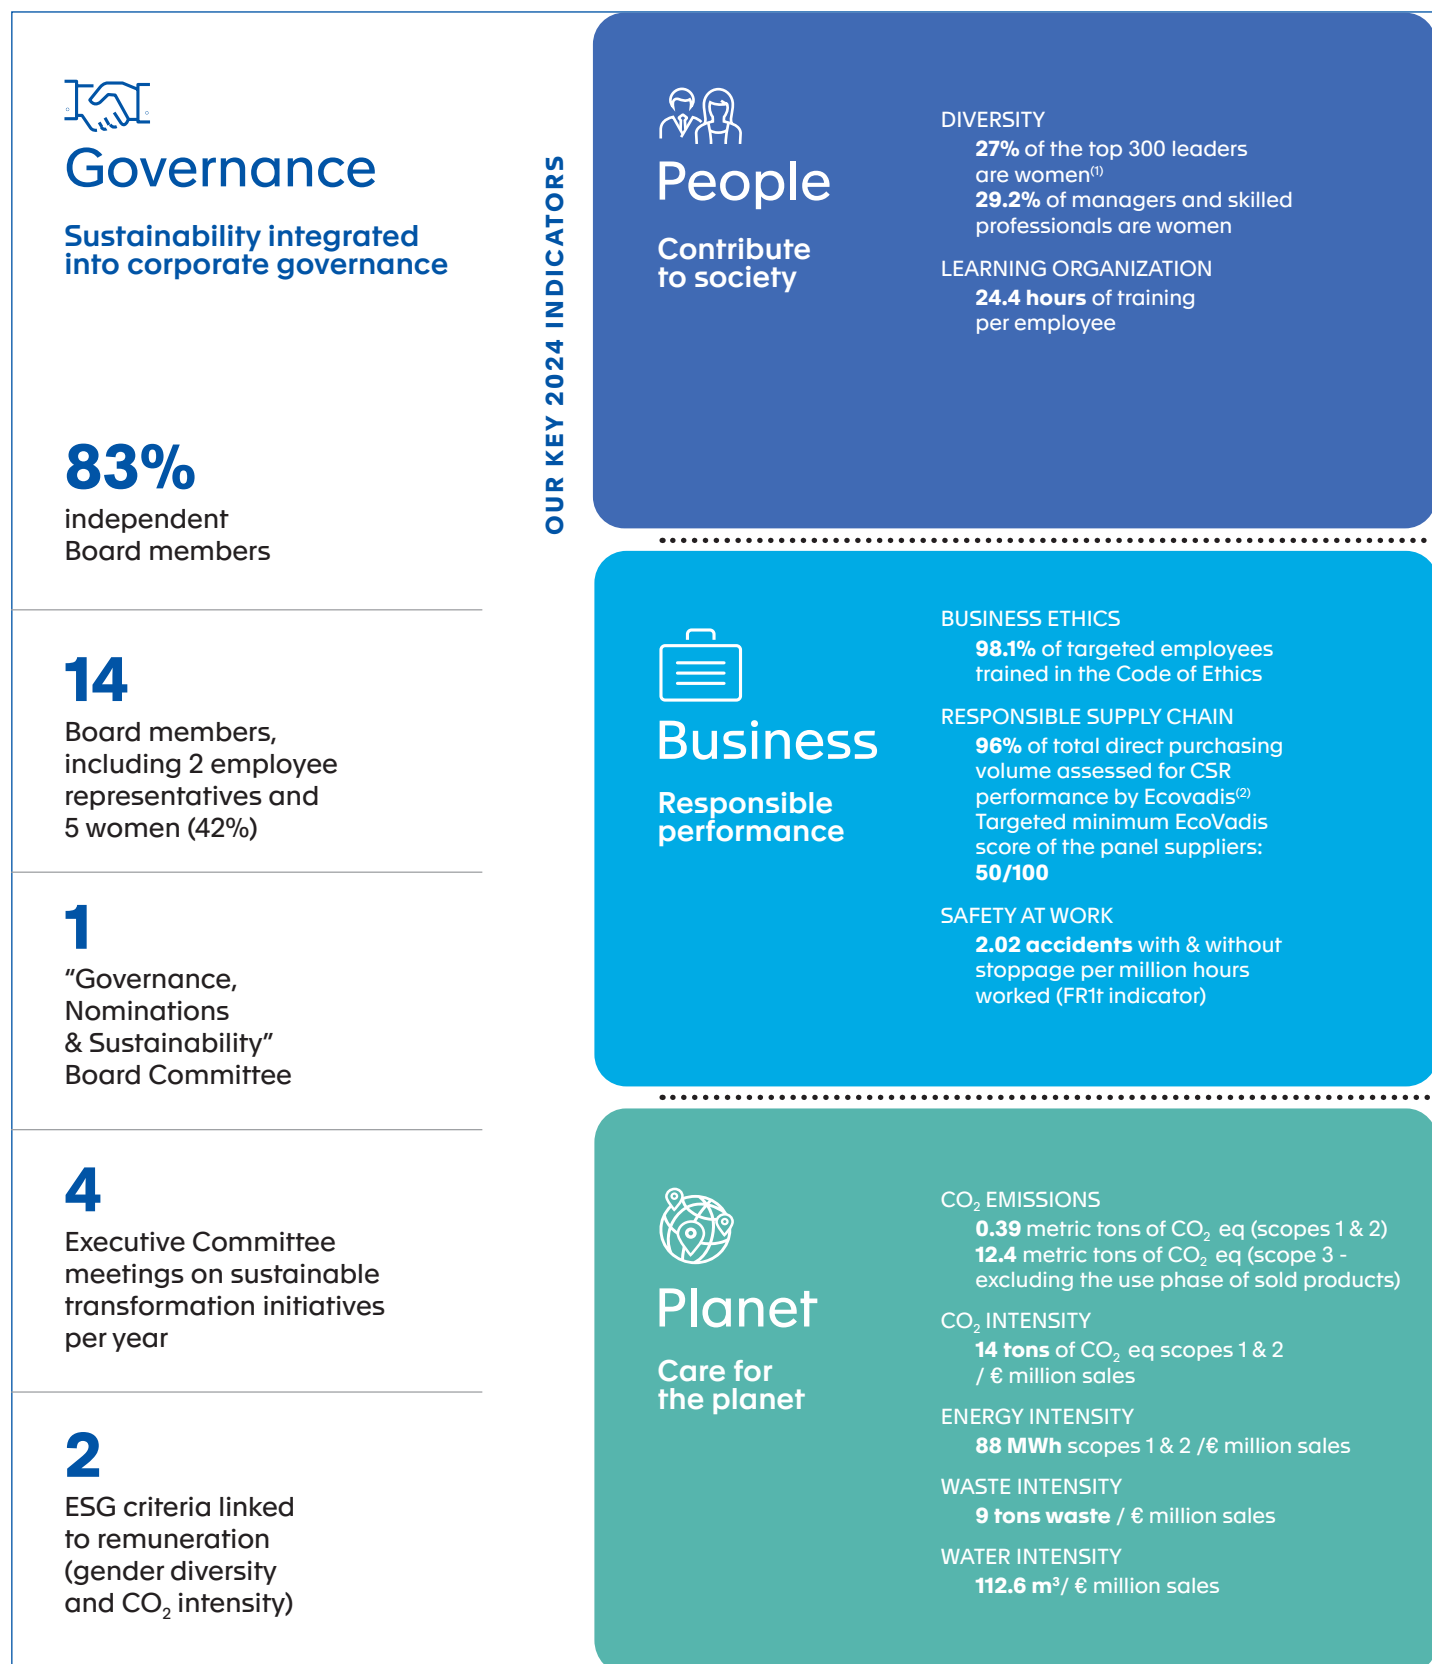 Governance
Sustainability integrated
into corporate governance
83%
independent
Board members
14
Board members,
including 2 employee
representatives and
5 women (42%)
1
“Governance,
Nominations
& Sustainability”
Board Committee
4
Executive Committee
meetings on sustainable
transformation initiatives
per year
2
ESG criteria linked
to remuneration
(gender diversity
and CO₂ intensity)
OUR KEY 2024 INDICATORS
People
Contribute
to society
DIVERSITY
27% of the top 300 leaders
are women⁽¹⁾
29.2% of managers and skilled
professionals are women
LEARNING ORGANIZATION
24.4 hours of training
per employee
Business
Responsible
performance
BUSINESS ETHICS
98.1% of targeted employees
trained in the Code of Ethics
RESPONSIBLE SUPPLY CHAIN
96% of total direct purchasing
volume assessed for CSR
performance by Ecovadis⁽²⁾
Targeted minimum EcoVadis
score of the panel suppliers:
50/100
SAFETY AT WORK
2.02 accidents with & without
stoppage per million hours
worked (FR1t indicator)
Planet
Care for
the planet
CO₂ EMISSIONS
0.39 metric tons of CO₂ eq (scopes 1 & 2)
12.4 metric tons of CO₂ eq (scope 3 -
excluding the use phase of sold products)
CO₂ INTENSITY
14 tons of CO₂ eq scopes 1 & 2
/ € million sales
ENERGY INTENSITY
88 MWh scopes 1 & 2 /€ million sales
WASTE INTENSITY
9 tons waste / € million sales
WATER INTENSITY
112.6 m³/ € million sales